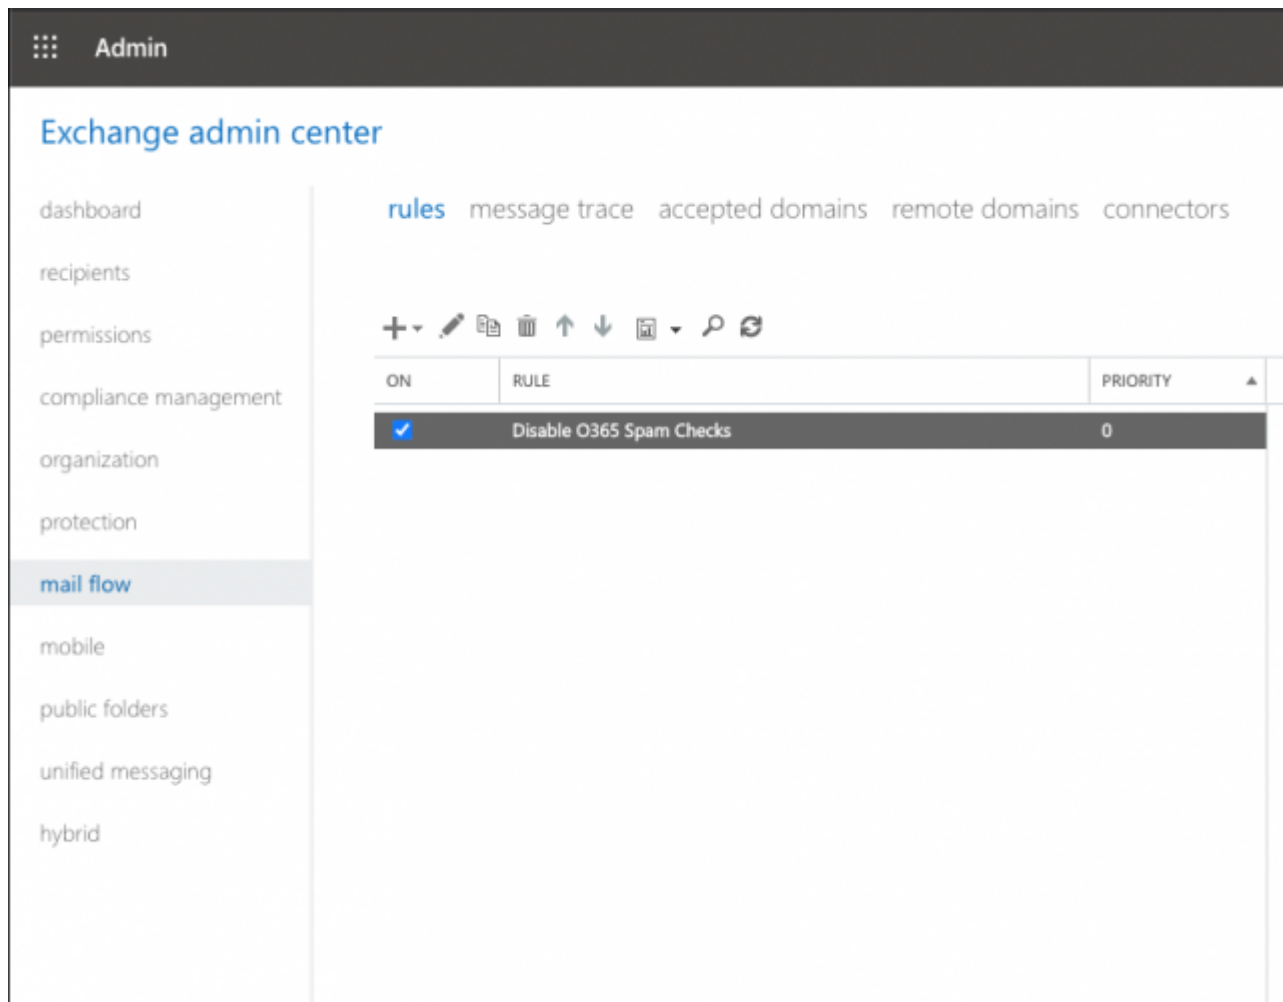 Admin
Exchange admin center
dashboard
recipients
permissions
compliance management
organization
protection
mail flow
mobile
public folders
unified messaging
hybrid
rules message trace accepted domains remote domains connectors
ON RULE PRIORITY
Disable O365 Spam Checks 0